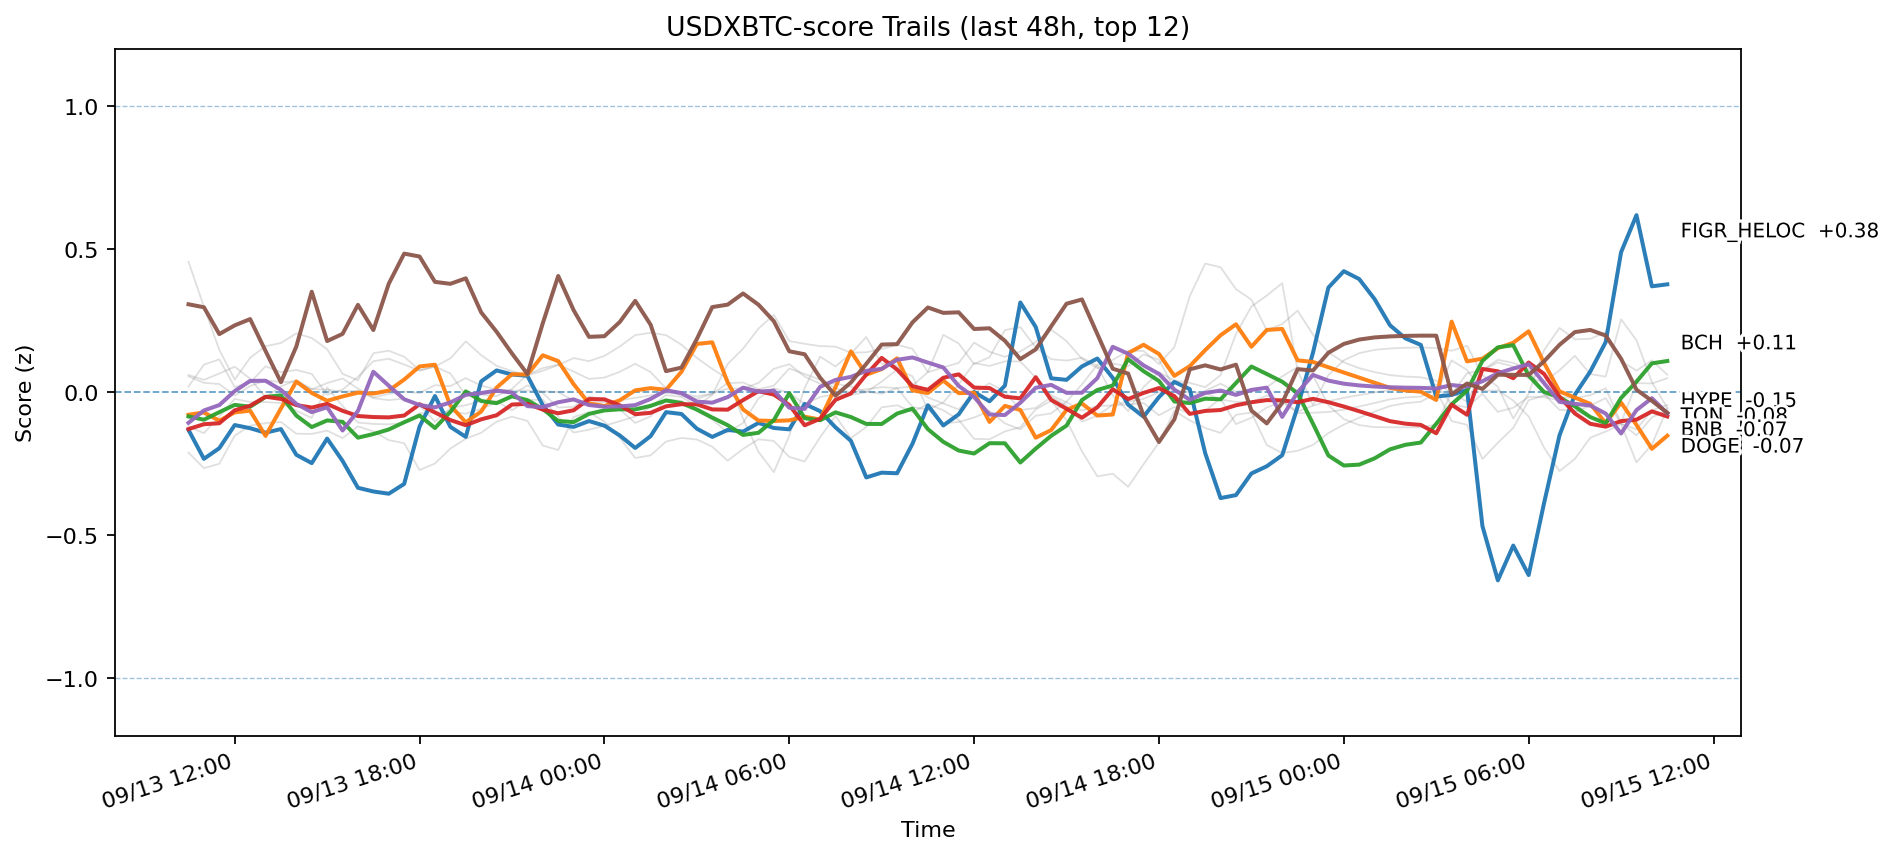 USDXBTC-score Trails (last 48h, top 12)
Score (z)
1.0
0.5
0.0
−0.5
−1.0
FIGR_HELOC +0.38
BCH +0.11
HYPE -0.15
TON -0.08
BNB -0.07
DOGE -0.07
09/13 12:00
09/13 18:00
09/14 00:00
09/14 06:00
09/14 12:00
09/14 18:00
09/15 00:00
09/15 06:00
09/15 12:00
Time